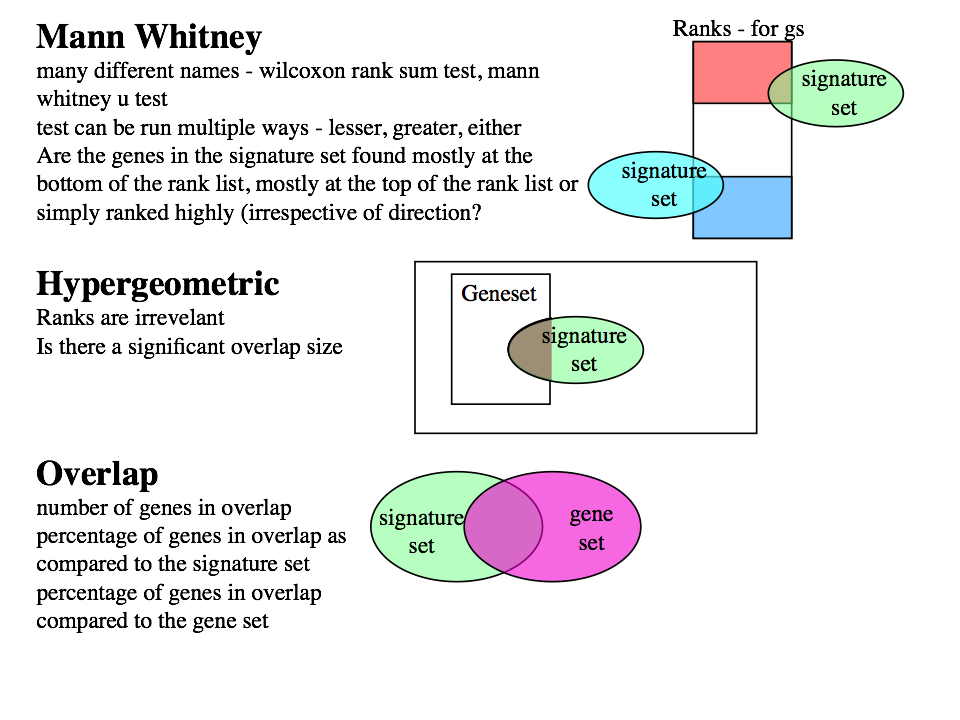 Mann Whitney
many different names - wilcoxon rank sum test, mann
whitney u test
test can be run multiple ways - lesser, greater, either
Are the genes in the signature set found mostly at the
bottom of the rank list, mostly at the top of the rank list or
simply ranked highly (irrespective of direction?
Ranks - for gs
signature
set
signature
set
Hypergeometric
Ranks are irrevelant
Is there a significant overlap size
Geneset
signature
set
Overlap
number of genes in overlap
percentage of genes in overlap as
compared to the signature set
percentage of genes in overlap
compared to the gene set
signature
set
gene
set